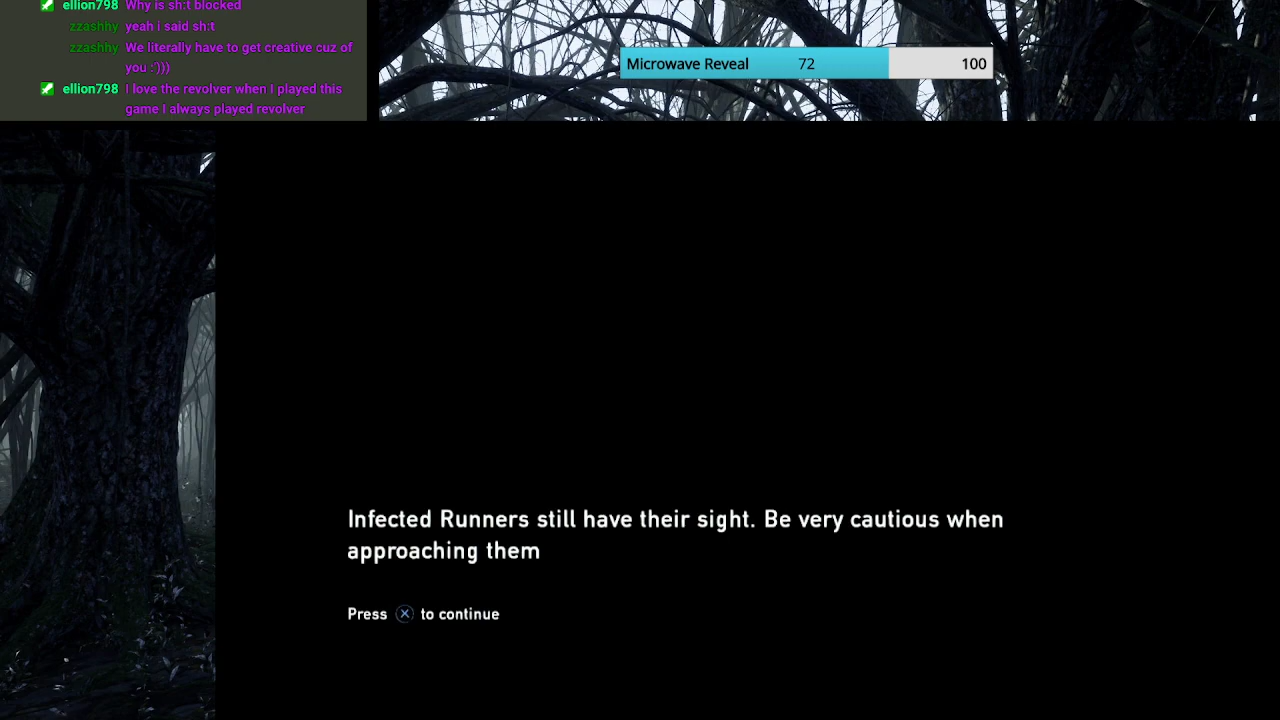 ellion798 Why is sh:t blocked
zzashhy yeah i said sh:t
zzashhy We literally have to get creative cuz of
you :')))
ellion798 I love the revolver when I played this
game I always played revolver
Microwave Reveal 72 100
Infected Runners still have their sight. Be very cautious when
approaching them
Press to continue